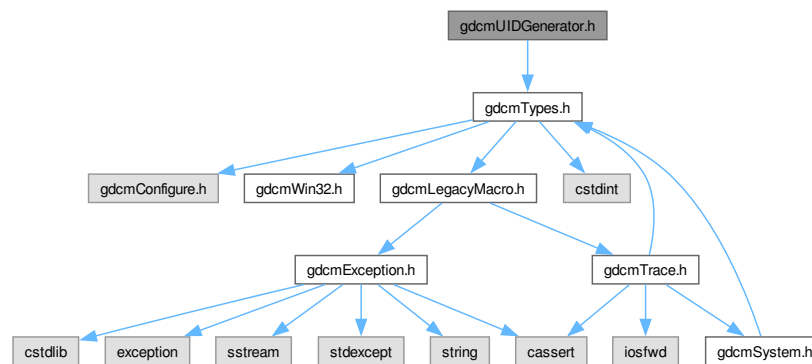 gdcmUIDGenerator.h
gdcmTypes.h
gdcmConfigure.h
gdcmWin32.h
gdcmLegacyMacro.h
cstdint
gdcmException.h
gdcmTrace.h
cstdlib
exception
sstream
stdexcept
string
cassert
iosfwd
gdcmSystem.h